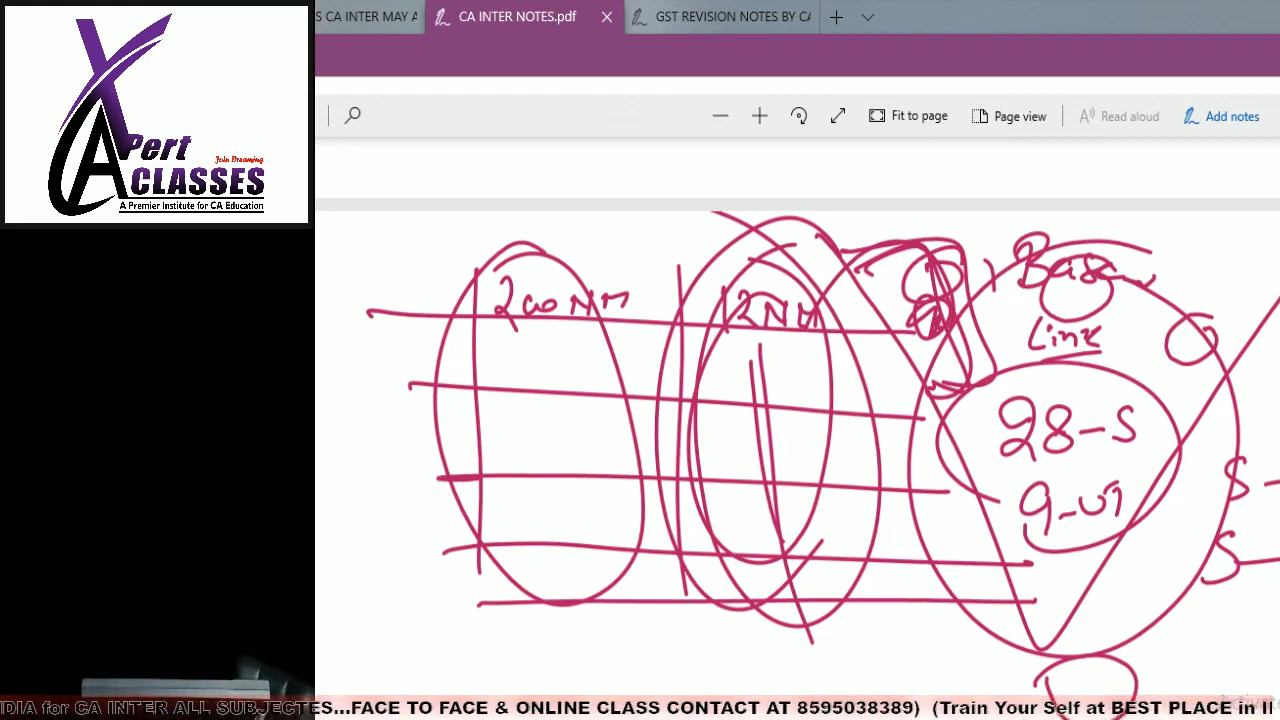 S CA INTER MAY A
CA INTER NOTES.pdf
GST REVISION NOTES BY CA
Fit to page
Page view
Read aloud
Add notes
XPert
Join Dreaming
CLASSES
A Premier Institute for CA Education
200 NM
12NM
Base
Line
28-S
9-UT
S-
S-
DIA for CA INTER ALL SUBJECTES...FACE TO FACE & ONLINE CLASS CONTACT AT 8595038389) (Train Your Self at BEST PLACE in II